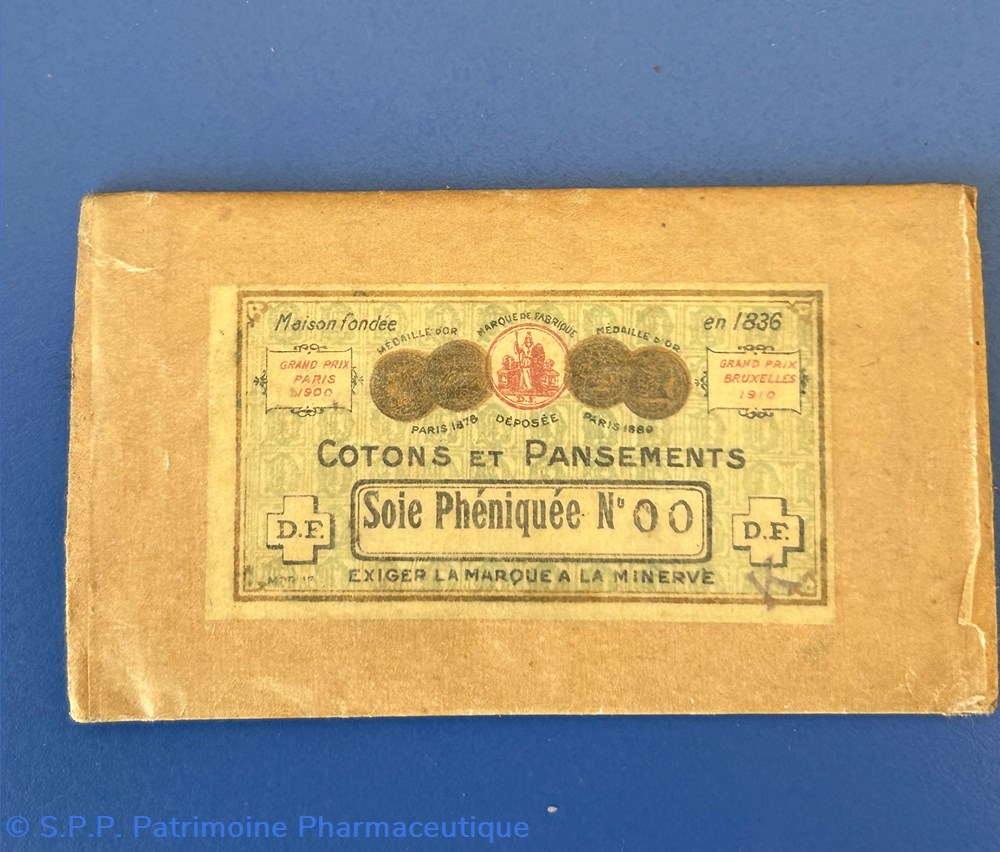 Maison fondée en 1836
MÉDAILLE D'OR MARQUE DE FABRIQUE MÉDAILLE D'OR
GRAND PRIX
PARIS
1900
GRAND PRIX
BRUXELLES
1910
D.F.
PARIS 1878 DÉPOSÉE PARIS 1889
COTONS ET PANSEMENTS
Soie Phéniquée No 00
D.F. D.F.
EXIGER LA MARQUE A LA MINERVE
© S.P.P. Patrimoine Pharmaceutique